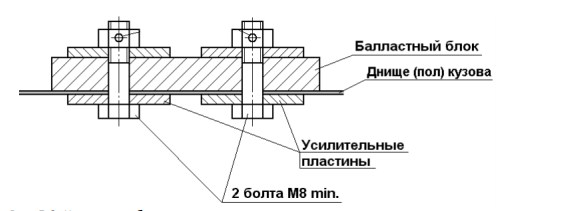 Балластный блок
Днище (пол) кузова
Усилительные
пластины
2 болта М8 min.